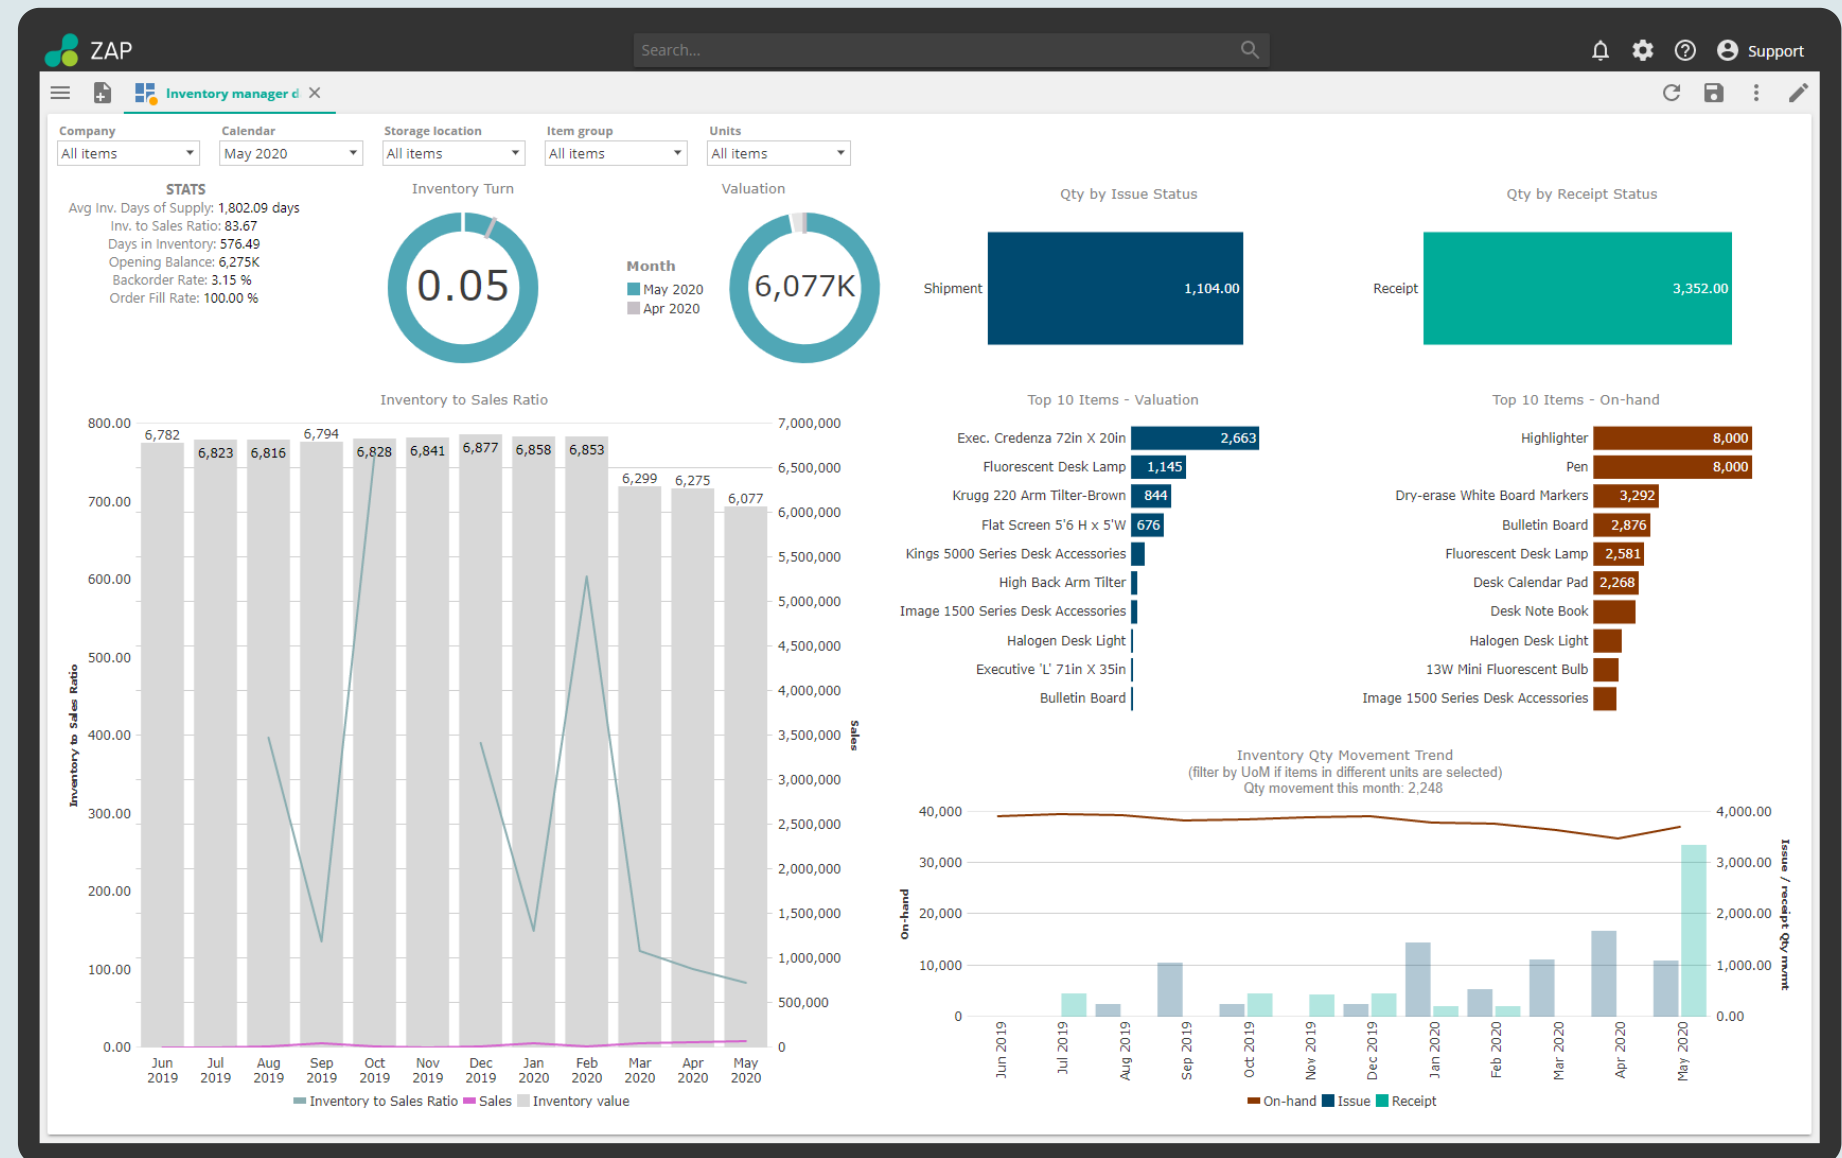 ZAP
Search...
Support
Inventory manager d
Company
Calendar
Storage location
Item group
Units
All items
May 2020
All items
All items
All items
STATS
Avg Inv. Days of Supply: 1,802.09 days
Inv. to Sales Ratio: 83.67
Days in Inventory: 576.49
Opening Balance: 6,275K
Backorder Rate: 3.15 %
Order Fill Rate: 100.00 %
Inventory Turn
0.05
Month
May 2020
Apr 2020
Valuation
6,077K
Qty by Issue Status
Shipment
1,104.00
Qty by Receipt Status
Receipt
3,352.00
Inventory to Sales Ratio
800.00
700.00
600.00
500.00
400.00
300.00
200.00
100.00
0.00
Inventory to Sales Ratio
6,782
6,823
6,816
6,794
6,828
6,841
6,877
6,858
6,853
6,299
6,275
6,077
7,000,000
6,500,000
6,000,000
5,500,000
5,000,000
4,500,000
4,000,000
3,500,000
3,000,000
2,500,000
2,000,000
1,500,000
1,000,000
500,000
0
Sales
Jun 2019
Jul 2019
Aug 2019
Sep 2019
Oct 2019
Nov 2019
Dec 2019
Jan 2020
Feb 2020
Mar 2020
Apr 2020
May 2020
Inventory to Sales Ratio
Sales
Inventory value
Top 10 Items - Valuation
Exec. Credenza 72in X 20in 2,663
Fluorescent Desk Lamp 1,145
Krugg 220 Arm Tilter-Brown 844
Flat Screen 5'6 H x 5'W 676
Kings 5000 Series Desk Accessories
High Back Arm Tilter
Image 1500 Series Desk Accessories
Halogen Desk Light
Executive 'L' 71in X 35in
Bulletin Board
Top 10 Items - On-hand
Highlighter 8,000
Pen 8,000
Dry-erase White Board Markers 3,292
Bulletin Board 2,876
Fluorescent Desk Lamp 2,581
Desk Calendar Pad 2,268
Desk Note Book
Halogen Desk Light
13W Mini Fluorescent Bulb
Image 1500 Series Desk Accessories
Inventory Qty Movement Trend
(filter by UoM if items in different units are selected)
Qty movement this month: 2,248
40,000
30,000
20,000
10,000
0
On-hand
4,000.00
3,000.00
2,000.00
1,000.00
0.00
Issue / receipt Qty mvmt
Jun 2019
Jul 2019
Aug 2019
Sep 2019
Oct 2019
Nov 2019
Dec 2019
Jan 2020
Feb 2020
Mar 2020
Apr 2020
May 2020
On-hand
Issue
Receipt